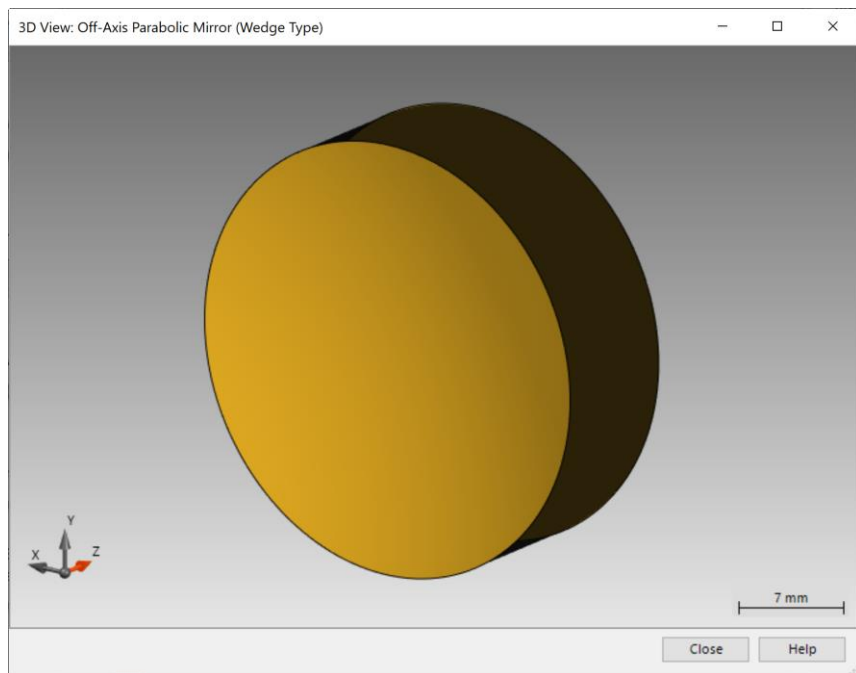 3D View: Off-Axis Parabolic Mirror (Wedge Type)
Y
X
Z
7 mm
Close
Help